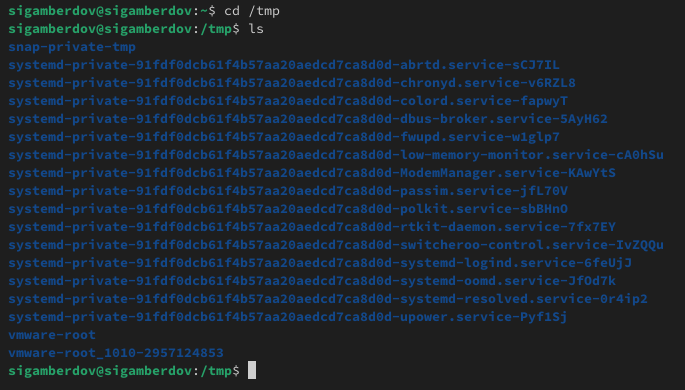 sigamberdov@sigamberdov:~$ cd /tmp
sigamberdov@sigamberdov:/tmp$ ls
snap-private-tmp
systemd-private-91fdf0dcb61f4b57aa20aedcd7ca8d0d-abrtd.service-sCJ7IL
systemd-private-91fdf0dcb61f4b57aa20aedcd7ca8d0d-chronyd.service-v6RZL8
systemd-private-91fdf0dcb61f4b57aa20aedcd7ca8d0d-colord.service-fapwyT
systemd-private-91fdf0dcb61f4b57aa20aedcd7ca8d0d-dbus-broker.service-5AyH62
systemd-private-91fdf0dcb61f4b57aa20aedcd7ca8d0d-fwupd.service-w1glp7
systemd-private-91fdf0dcb61f4b57aa20aedcd7ca8d0d-low-memory-monitor.service-cA0hSu
systemd-private-91fdf0dcb61f4b57aa20aedcd7ca8d0d-ModemManager.service-KAwYtS
systemd-private-91fdf0dcb61f4b57aa20aedcd7ca8d0d-passim.service-jfL70V
systemd-private-91fdf0dcb61f4b57aa20aedcd7ca8d0d-polkit.service-sbBHnO
systemd-private-91fdf0dcb61f4b57aa20aedcd7ca8d0d-rtkit-daemon.service-7fx7EY
systemd-private-91fdf0dcb61f4b57aa20aedcd7ca8d0d-switcheroo-control.service-IvZQQu
systemd-private-91fdf0dcb61f4b57aa20aedcd7ca8d0d-systemd-logind.service-6feUjJ
systemd-private-91fdf0dcb61f4b57aa20aedcd7ca8d0d-systemd-oomd.service-JfOd7k
systemd-private-91fdf0dcb61f4b57aa20aedcd7ca8d0d-systemd-resolved.service-0r4ip2
systemd-private-91fdf0dcb61f4b57aa20aedcd7ca8d0d-upower.service-Pyf1Sj
vmware-root
vmware-root_1010-2957124853
sigamberdov@sigamberdov:/tmp$